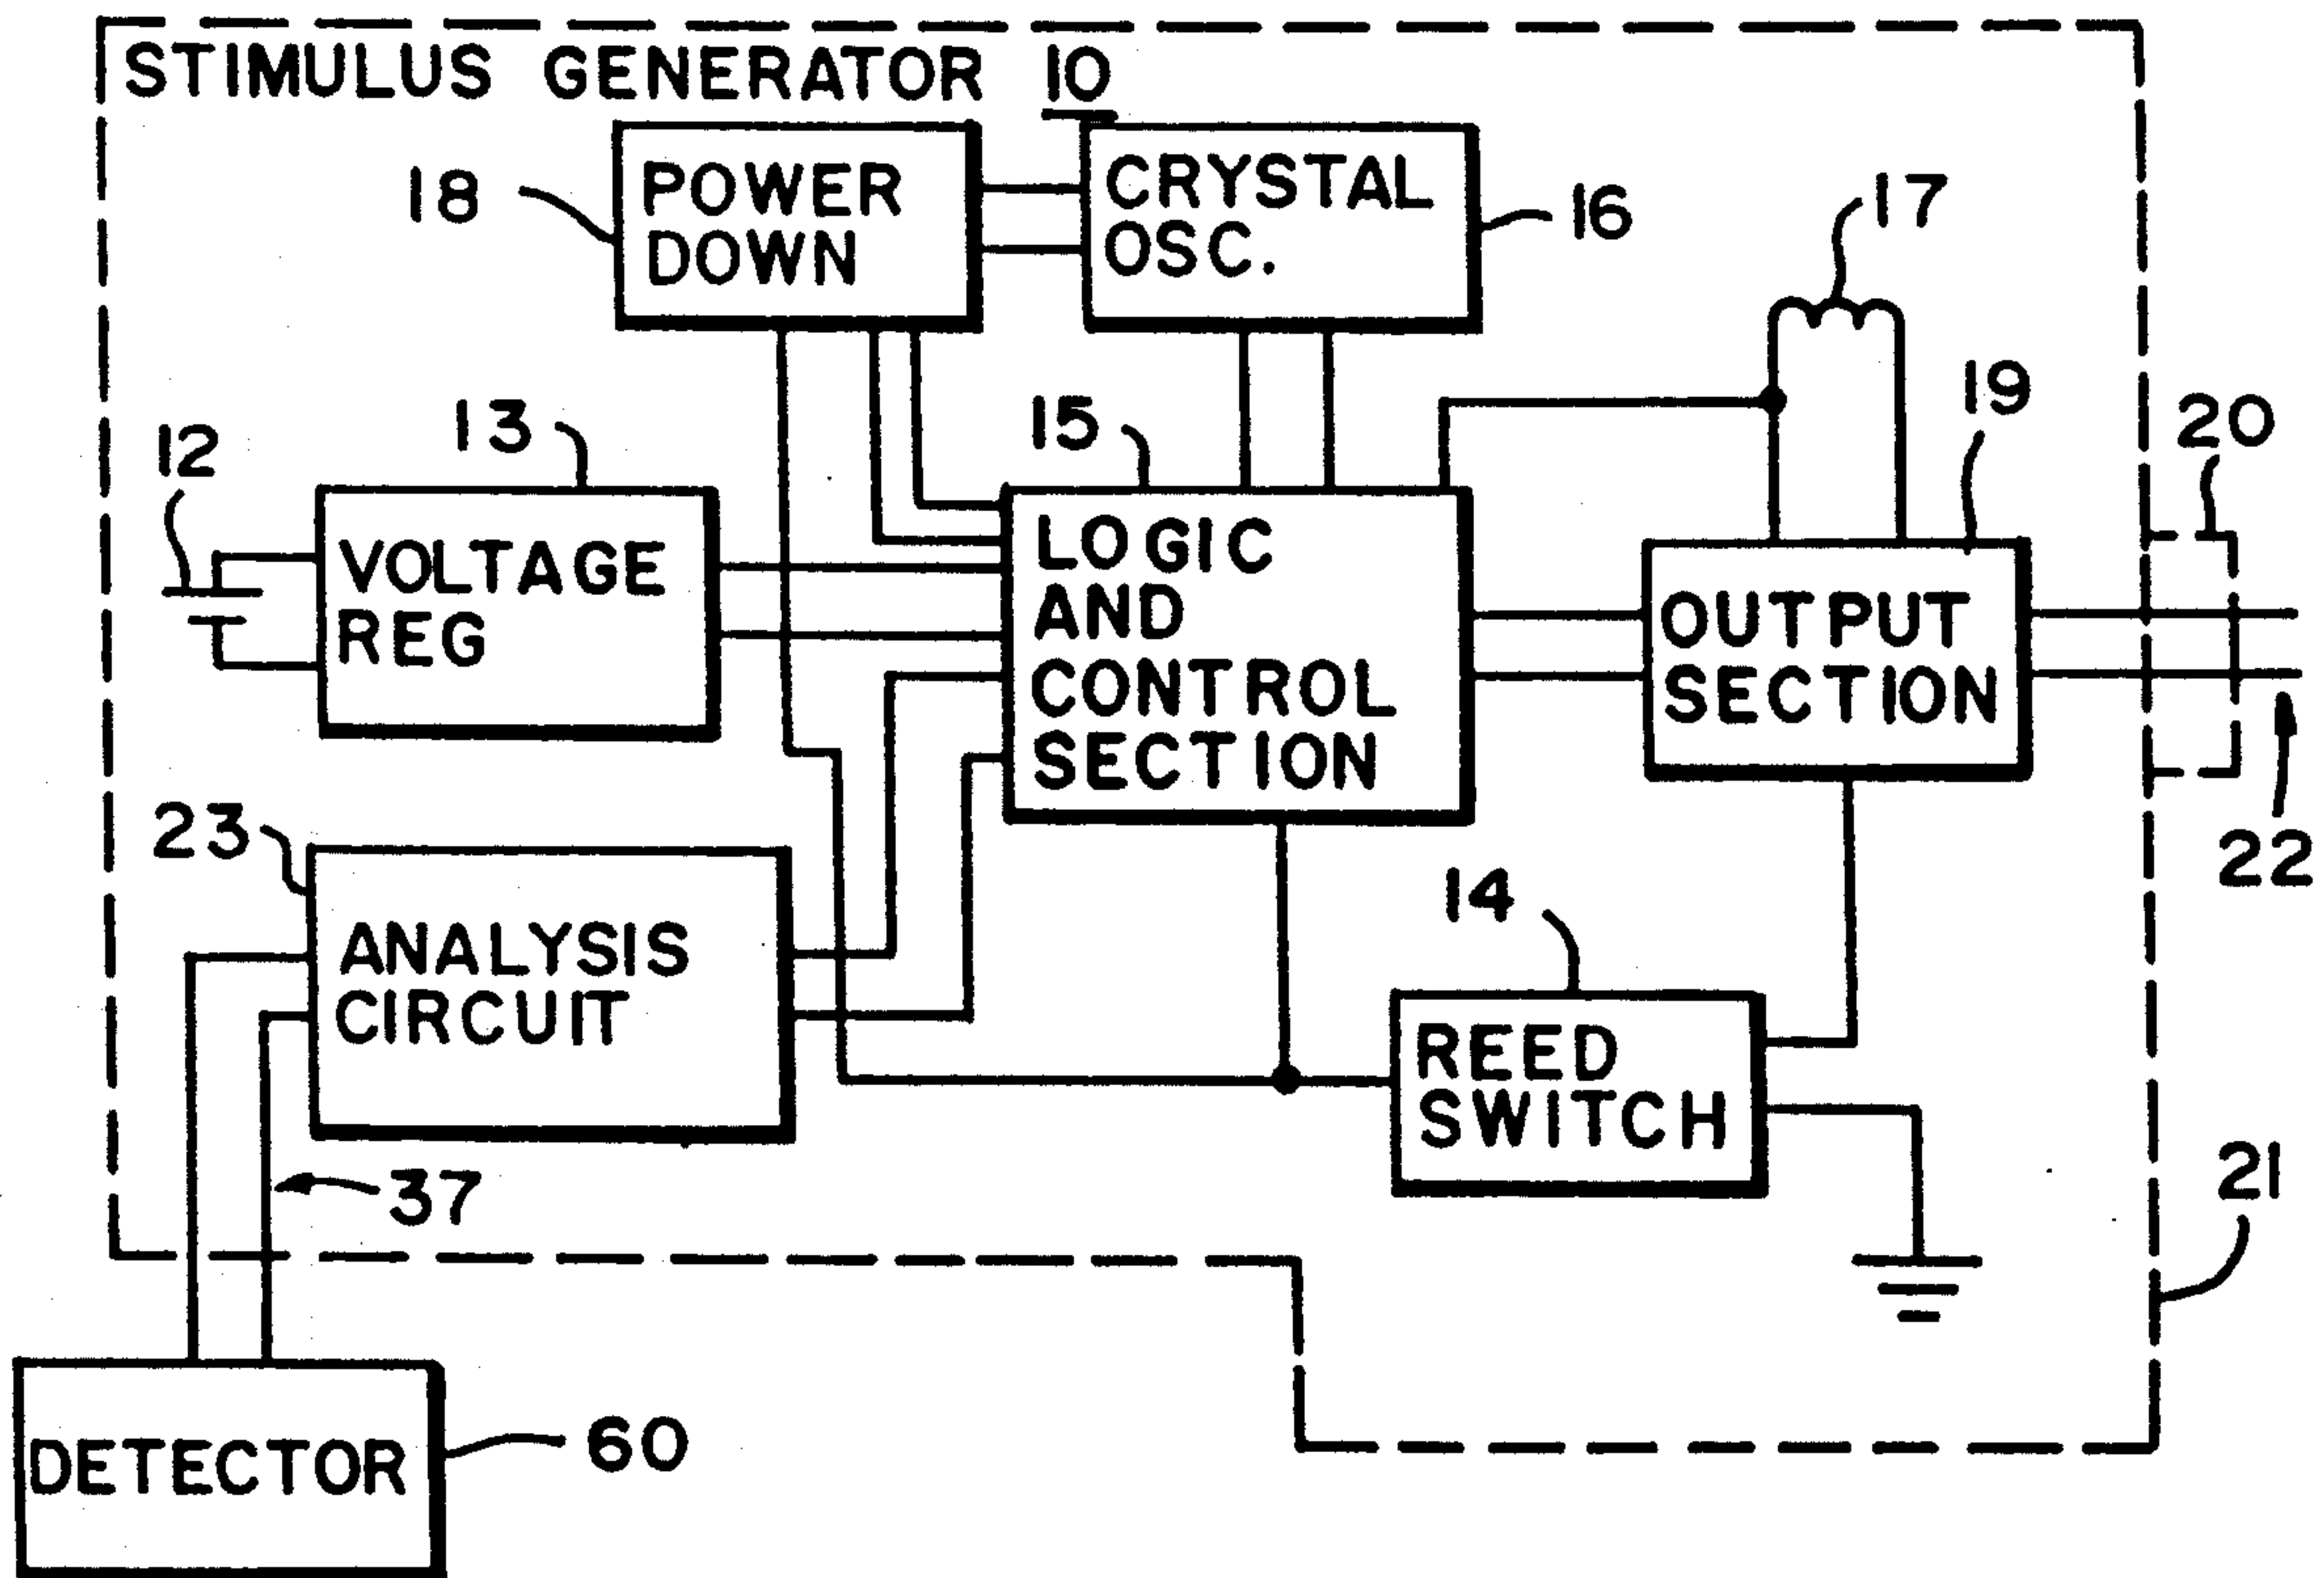 STIMULUS GENERATOR 10
18
POWER
DOWN
CRYSTAL
OSC.
16
17
12
13
15
19
20
VOLTAGE
REG
LOGIC
AND
CONTROL
SECTION
OUTPUT
SECTION
22
23
ANALYSIS
CIRCUIT
14
REED
SWITCH
37
21
DETECTOR
60